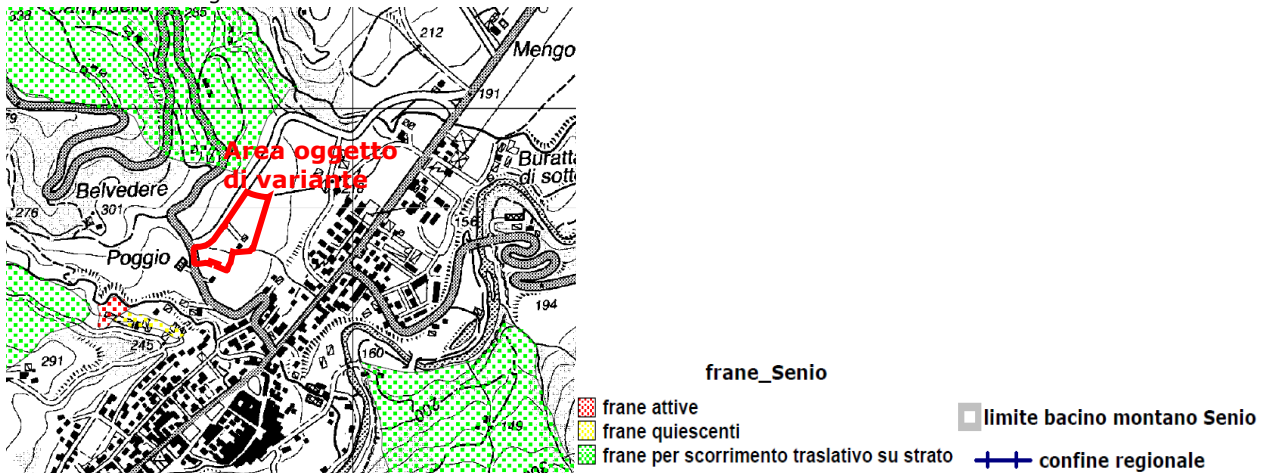 333
235
212
Mengo
191
Area oggetto
di variante
Buratta
di sotto
Belvedere
276
301
156
Poggio
194
245
291
160
200
149
frane_Senio
frane attive
frane quiescenti
frane per scorrimento traslativo su strato
limite bacino montano Senio
confine regionale